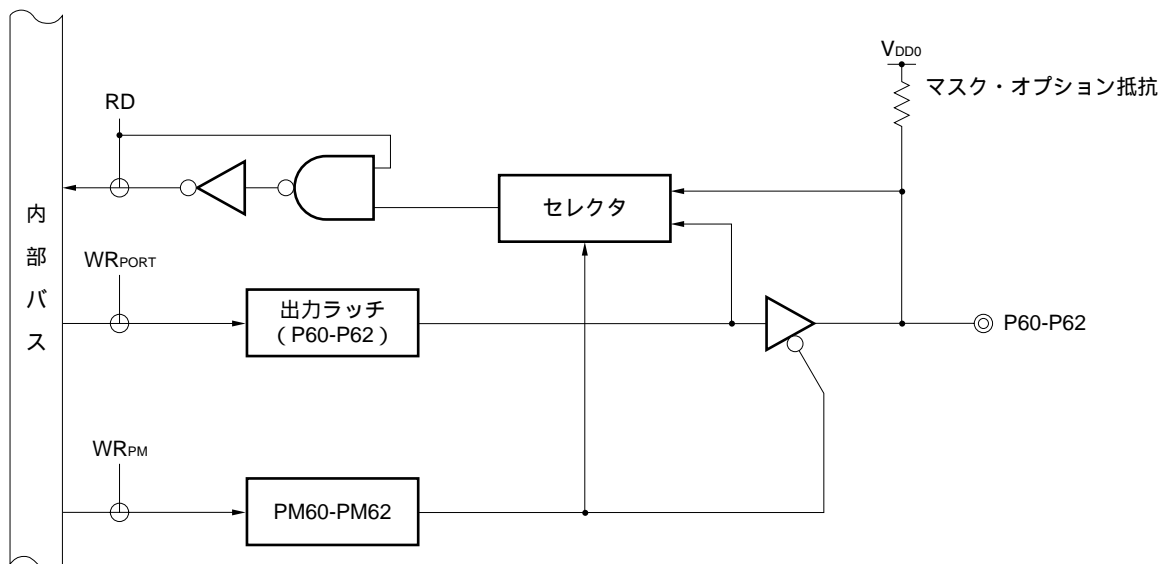 VDD0
マスク・オプション抵抗
RD
セレクタ
内部バス
WRPORT
出力ラッチ
(P60-P62)
P60-P62
WRPM
PM60-PM62